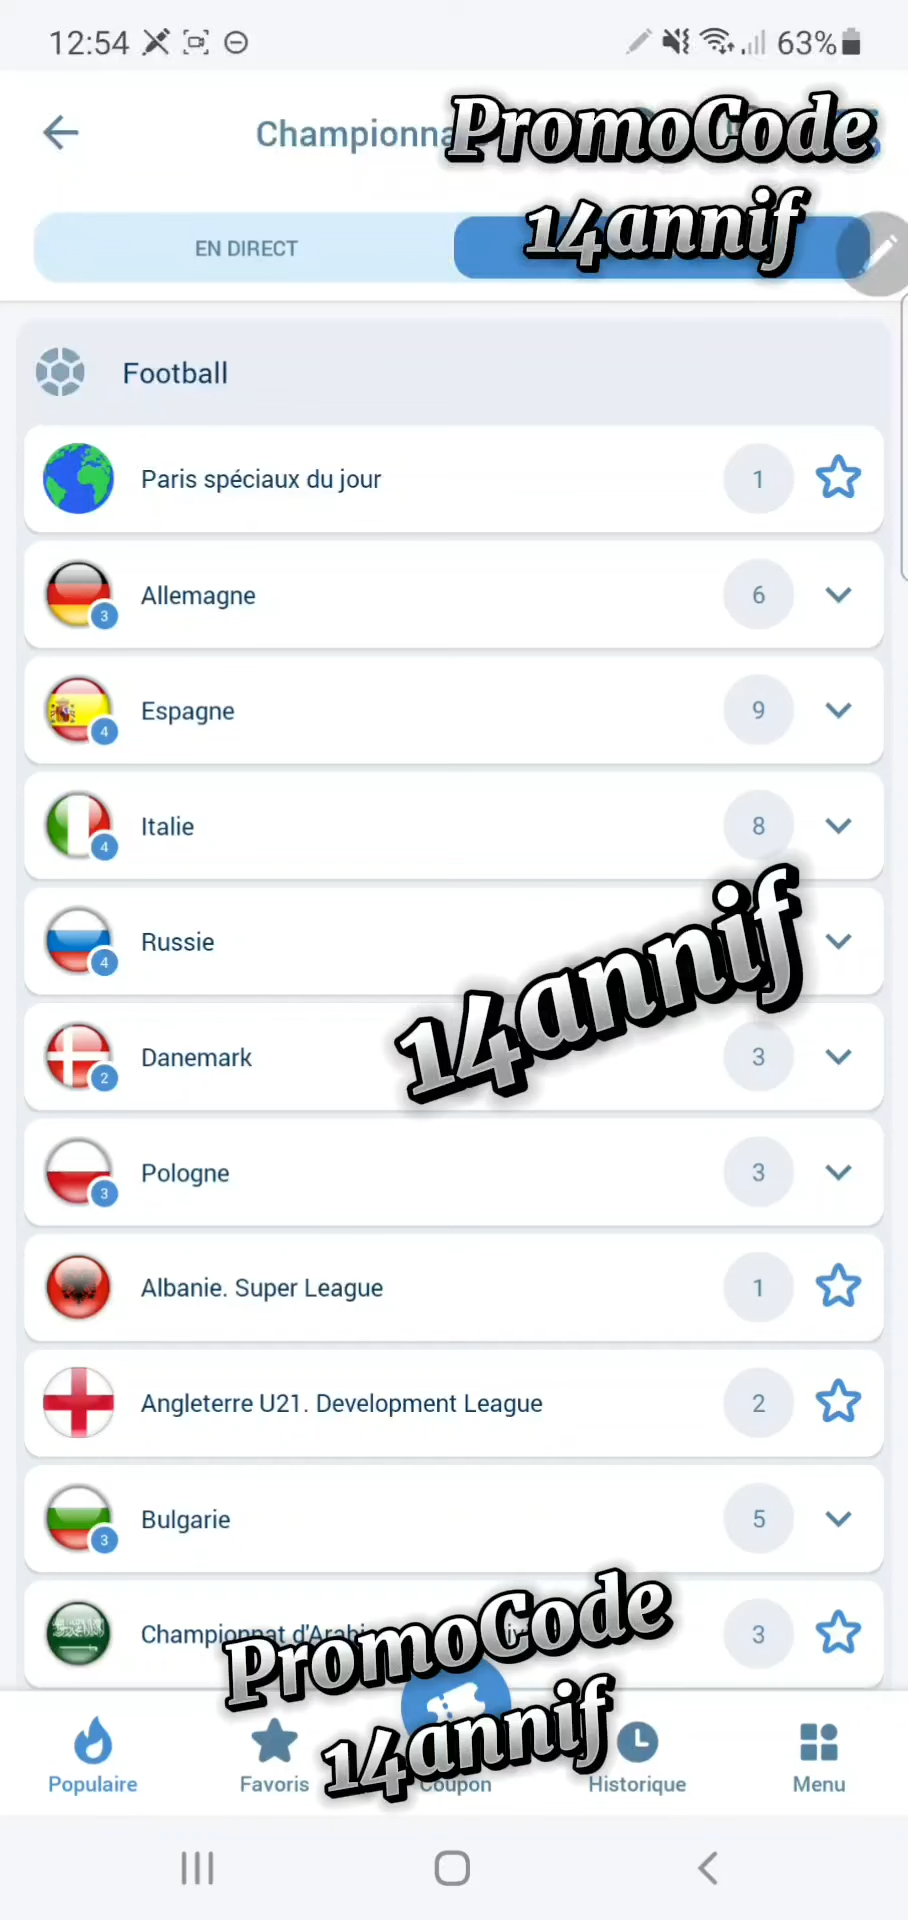 12:54
63%
PromoCode
14annif
EN DIRECT
Football
Paris spéciaux du jour 1
Allemagne 6
3
Espagne 9
4
Italie 8
4
Russie
4
14annif
Danemark 3
2
Pologne 3
3
Albanie. Super League 1
Angleterre U21. Development League 2
Bulgarie 5
3
Championnat 3
PromoCode
14annif
Populaire
Favoris
Coupon
Historique
Menu